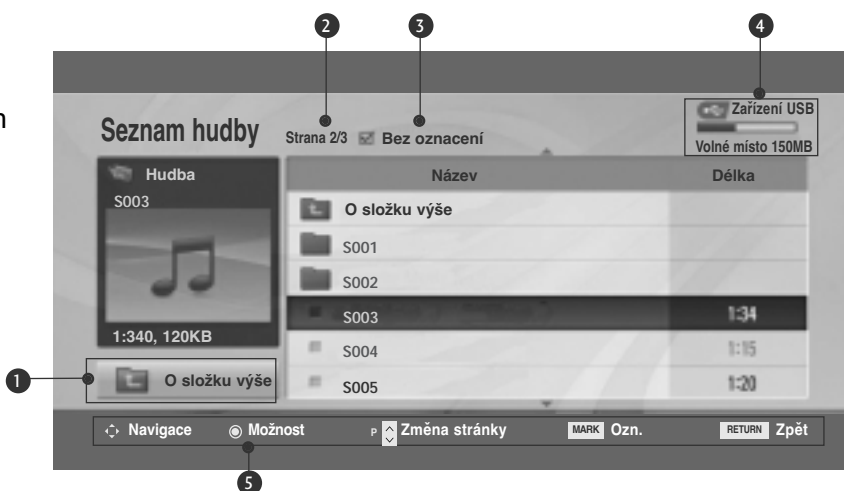 2 3 4
n
Zařízení USB
Seznam hudby Strana 2/3 Bez oznacení
Volné místo 150MB
Hudba Název Délka
S003
O složku výše
S001
S002
S003 1:34
1:340, 120KB
S004 1:15
1 O složku výše S005 1:20
Navigace Možnost P Změna stránky MARK Ozn. RETURN Zpět
5